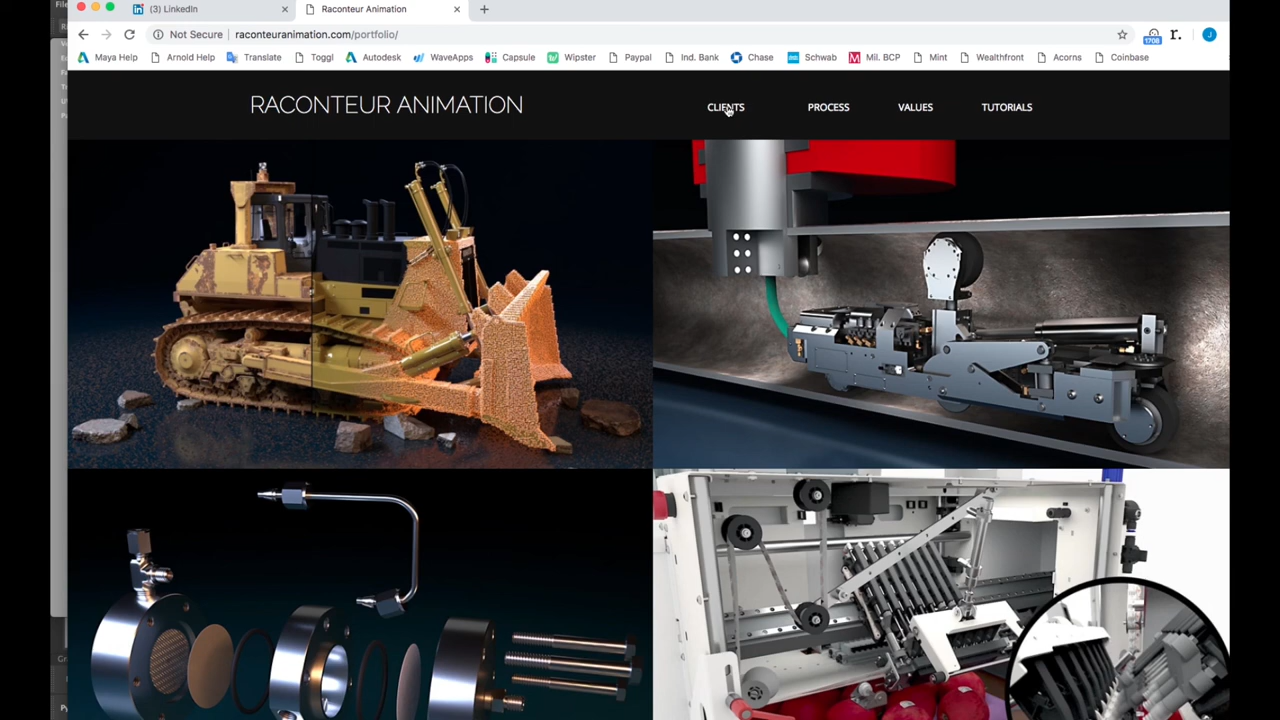 (3) LinkedIn
Raconteur Animation
Not Secure
raconteuranimation.com/portfolio/
1708
r.
J
Maya Help
Arnold Help
Translate
Toggl
Autodesk
WaveApps
Capsule
Wipster
Paypal
Ind. Bank
Chase
Schwab
Mil. BCP
Mint
Wealthfront
Acorns
Coinbase
RACONTEUR ANIMATION
CLIENTS
PROCESS
VALUES
TUTORIALS